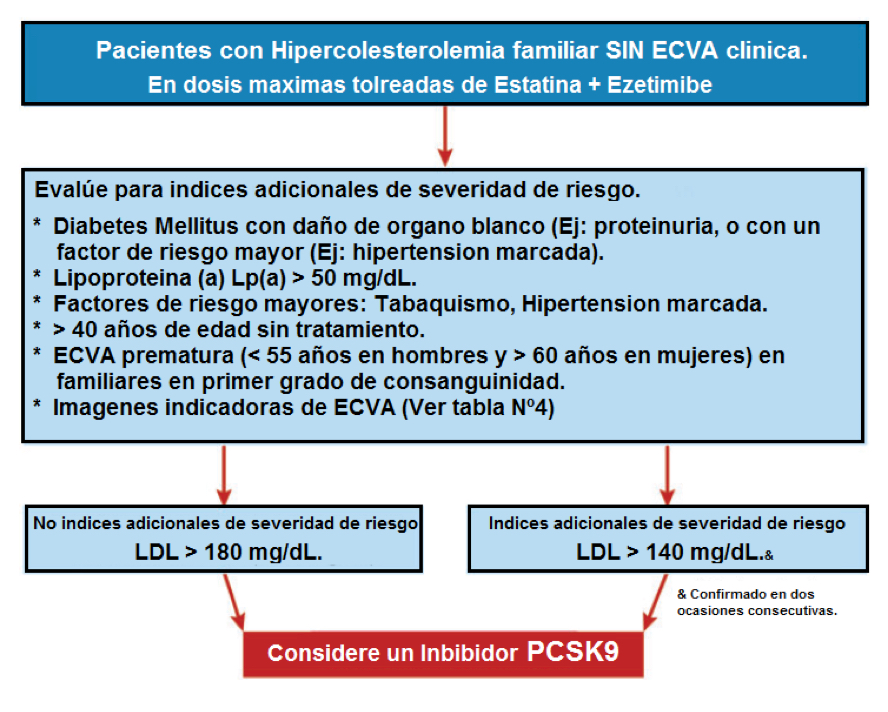 Pacientes con Hipercolesterolemia familiar SIN ECVA clinica.
En dosis maximas tolreadas de Estatina + Ezetimibe
Evalúe para indices adicionales de severidad de riesgo.
* Diabetes Mellitus con daño de organo blanco (Ej: proteinuria, o con un
factor de riesgo mayor (Ej: hipertension marcada).
* Lipoproteina (a) Lp(a) > 50 mg/dL.
* Factores de riesgo mayores: Tabaquismo, Hipertension marcada.
* > 40 años de edad sin tratamiento.
* ECVA prematura (< 55 años en hombres y > 60 años en mujeres) en
familiares en primer grado de consanguinidad.
* Imagenes indicadoras de ECVA (Ver tabla Nº4)
No indices adicionales de severidad de riesgo
LDL > 180 mg/dL.
Indices adicionales de severidad de riesgo
LDL > 140 mg/dL.&
& Confirmado en dos
ocasiones consecutivas.
Considere un Inbibidor PCSK9